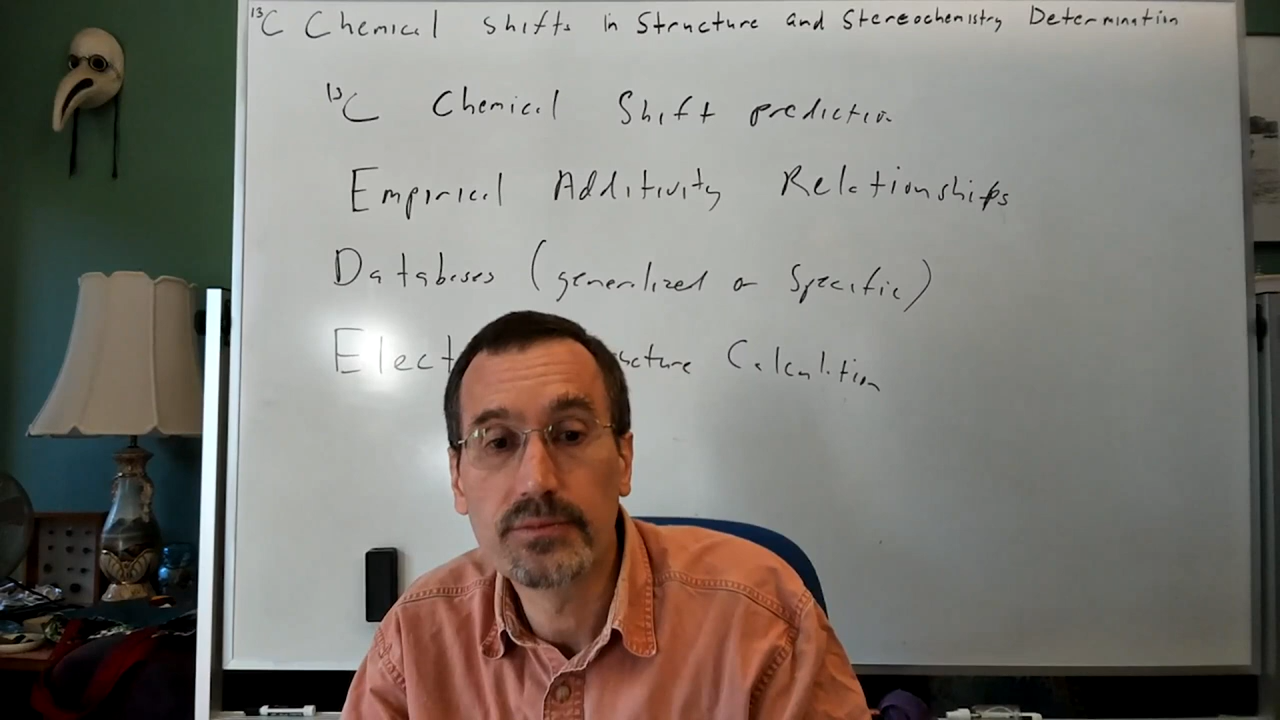 ¹³C Chemical Shifts in Structure and Stereochemistry Determination
¹³C Chemical Shift prediction
Empirical Additivity Relationships
Databases (generalized or Specific)
Elect ucture Calculation